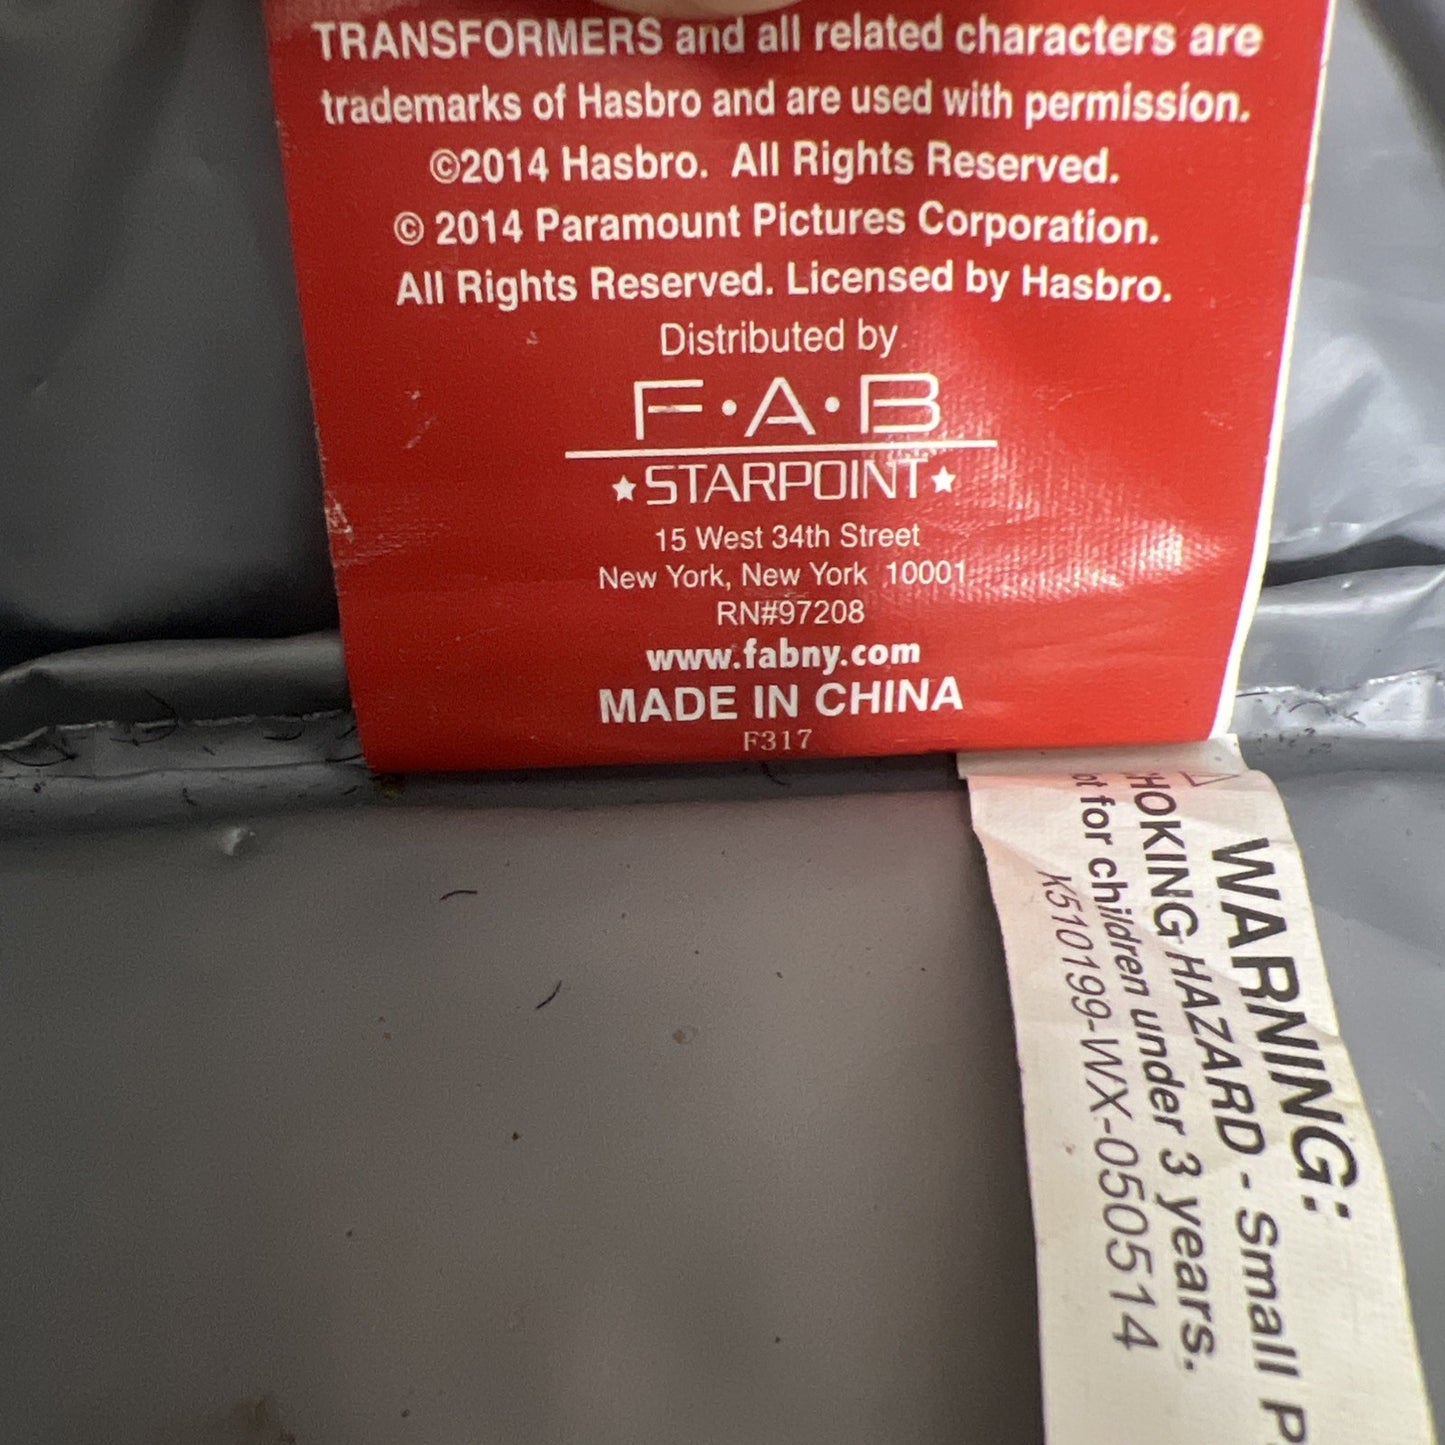 TRANSFORMERS and all related characters are
trademarks of Hasbro and are used with permission.
©2014 Hasbro. All Rights Reserved.
© 2014 Paramount Pictures Corporation.
All Rights Reserved. Licensed by Hasbro.
Distributed by
F•A•B
★STARPOINT★
15 West 34th Street
New York, New York 10001
RN#97208
www.fabny.com
MADE IN CHINA
F317
WARNING:
HOKING HAZARD - Small P
ot for children under 3 years.
K510199-WX-050514